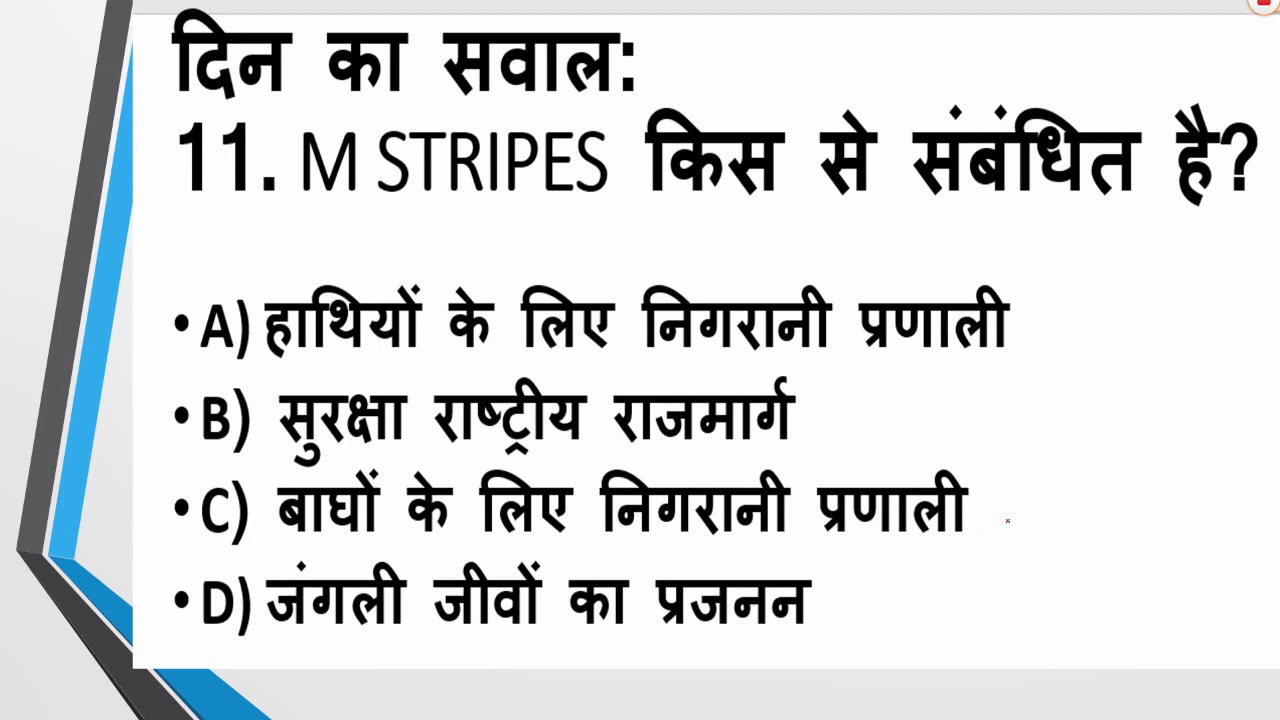 दिन का सवाल:
11. M STRIPES किस से संबंधित है?
• A) हाथियों के लिए निगरानी प्रणाली
• B) सुरक्षा राष्ट्रीय राजमार्ग
• C) बाघों के लिए निगरानी प्रणाली
• D) जंगली जीवों का प्रजनन